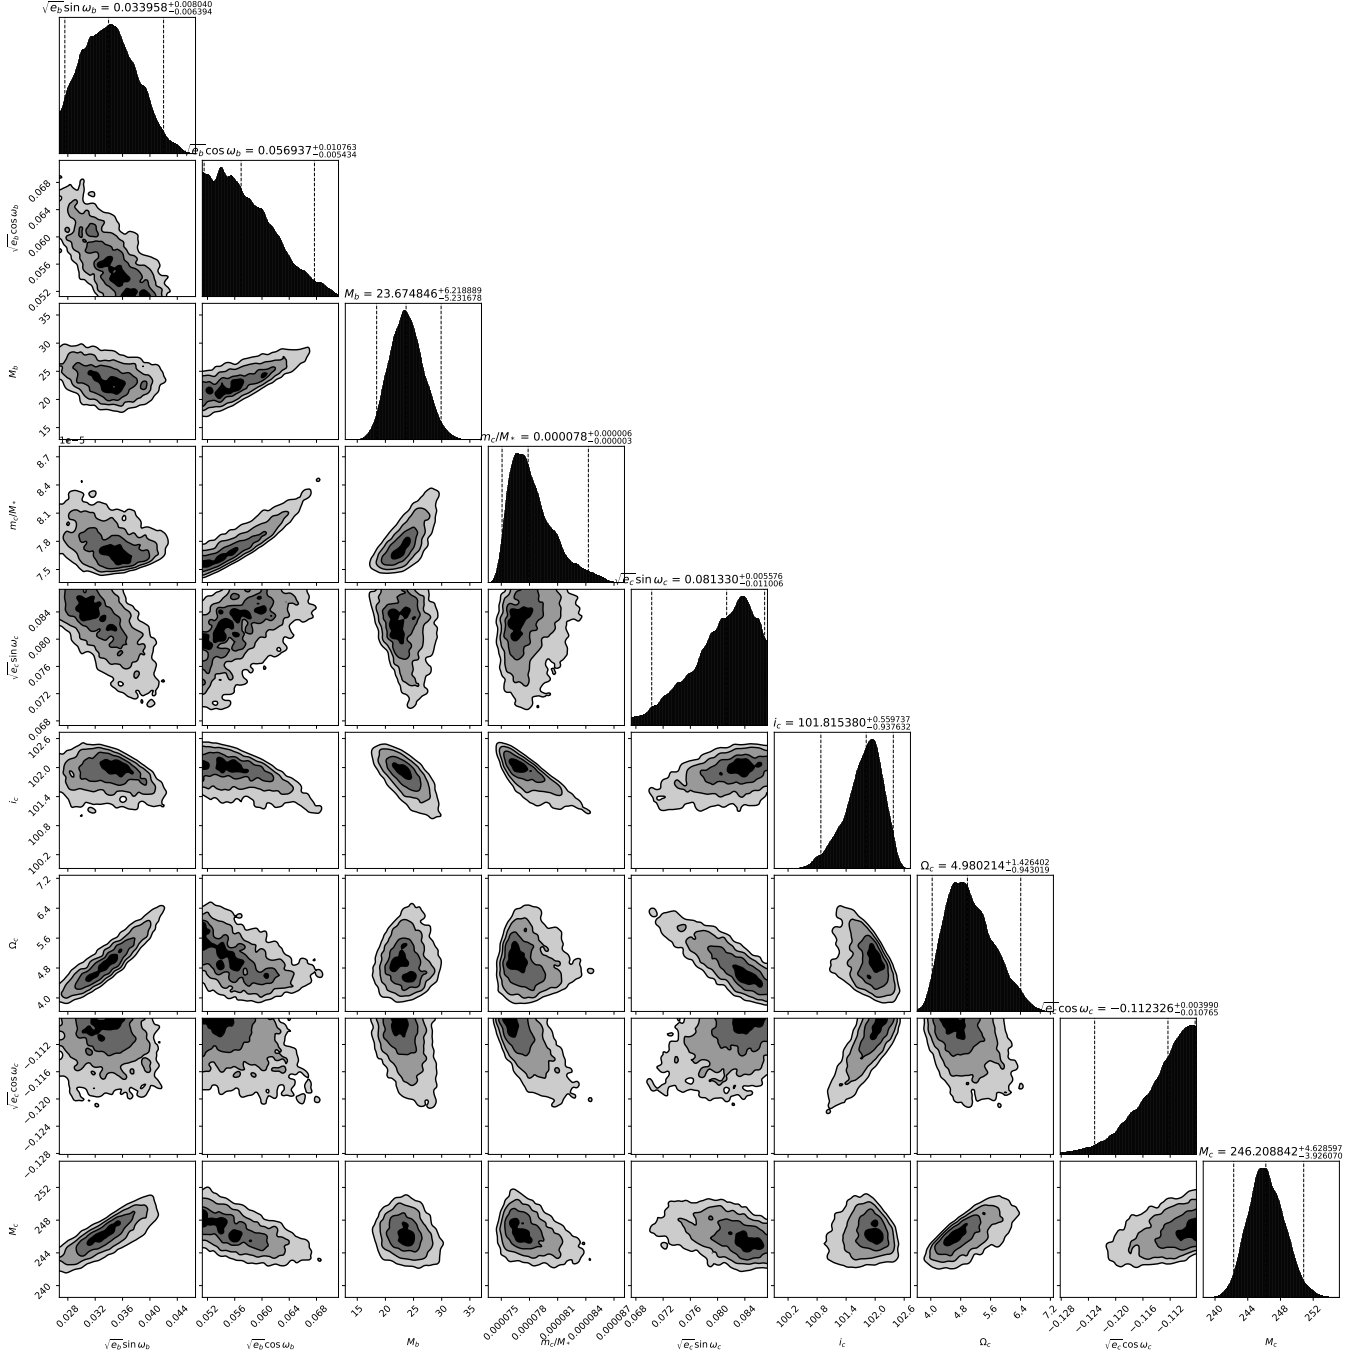 √e_b sin ω_b = 0.033958 +0.008040 −0.006394
√e_b cos ω_b = 0.056937 +0.010763 −0.005434
0.068
0.064
0.060
0.056
0.052
√e_b cos ω_b
M_b = 23.674846 +6.218889 −5.231678
35
30
25
20
15
M_b
1e−5
m_c/M_* = 0.000078 +0.000006 −0.000003
8.7
8.4
8.1
7.8
7.5
m_c/M_*
√e_c sin ω_c = 0.081330 +0.005576 −0.011006
0.084
0.080
0.076
0.072
0.068
√e_c sin ω_c
i_c = 101.815380 +0.559737 −0.937632
102.6
102.0
101.4
100.8
100.2
i_c
Ω_c = 4.980214 +1.426402 −0.943019
7.2
6.4
5.6
4.8
4.0
Ω_c
√e_c cos ω_c = −0.112326 +0.003990 −0.010765
−0.112
−0.116
−0.120
−0.124
−0.128
√e_c cos ω_c
M_c = 246.208842 +4.628597 −3.926070
252
248
244
240
M_c
0.028 0.032 0.036 0.040 0.044
0.052 0.056 0.060 0.064 0.068
15 20 25 30 35
0.000075 0.000078 0.000081 0.000084 0.000087
0.068 0.072 0.076 0.080 0.084
100.2 100.8 101.4 102.0 102.6
4.0 4.8 5.6 6.4 7.2
−0.128 −0.124 −0.120 −0.116 −0.112
240 244 248 252
√e_b sin ω_b √e_b cos ω_b M_b m_c/M_* √e_c sin ω_c i_c Ω_c √e_c cos ω_c M_c